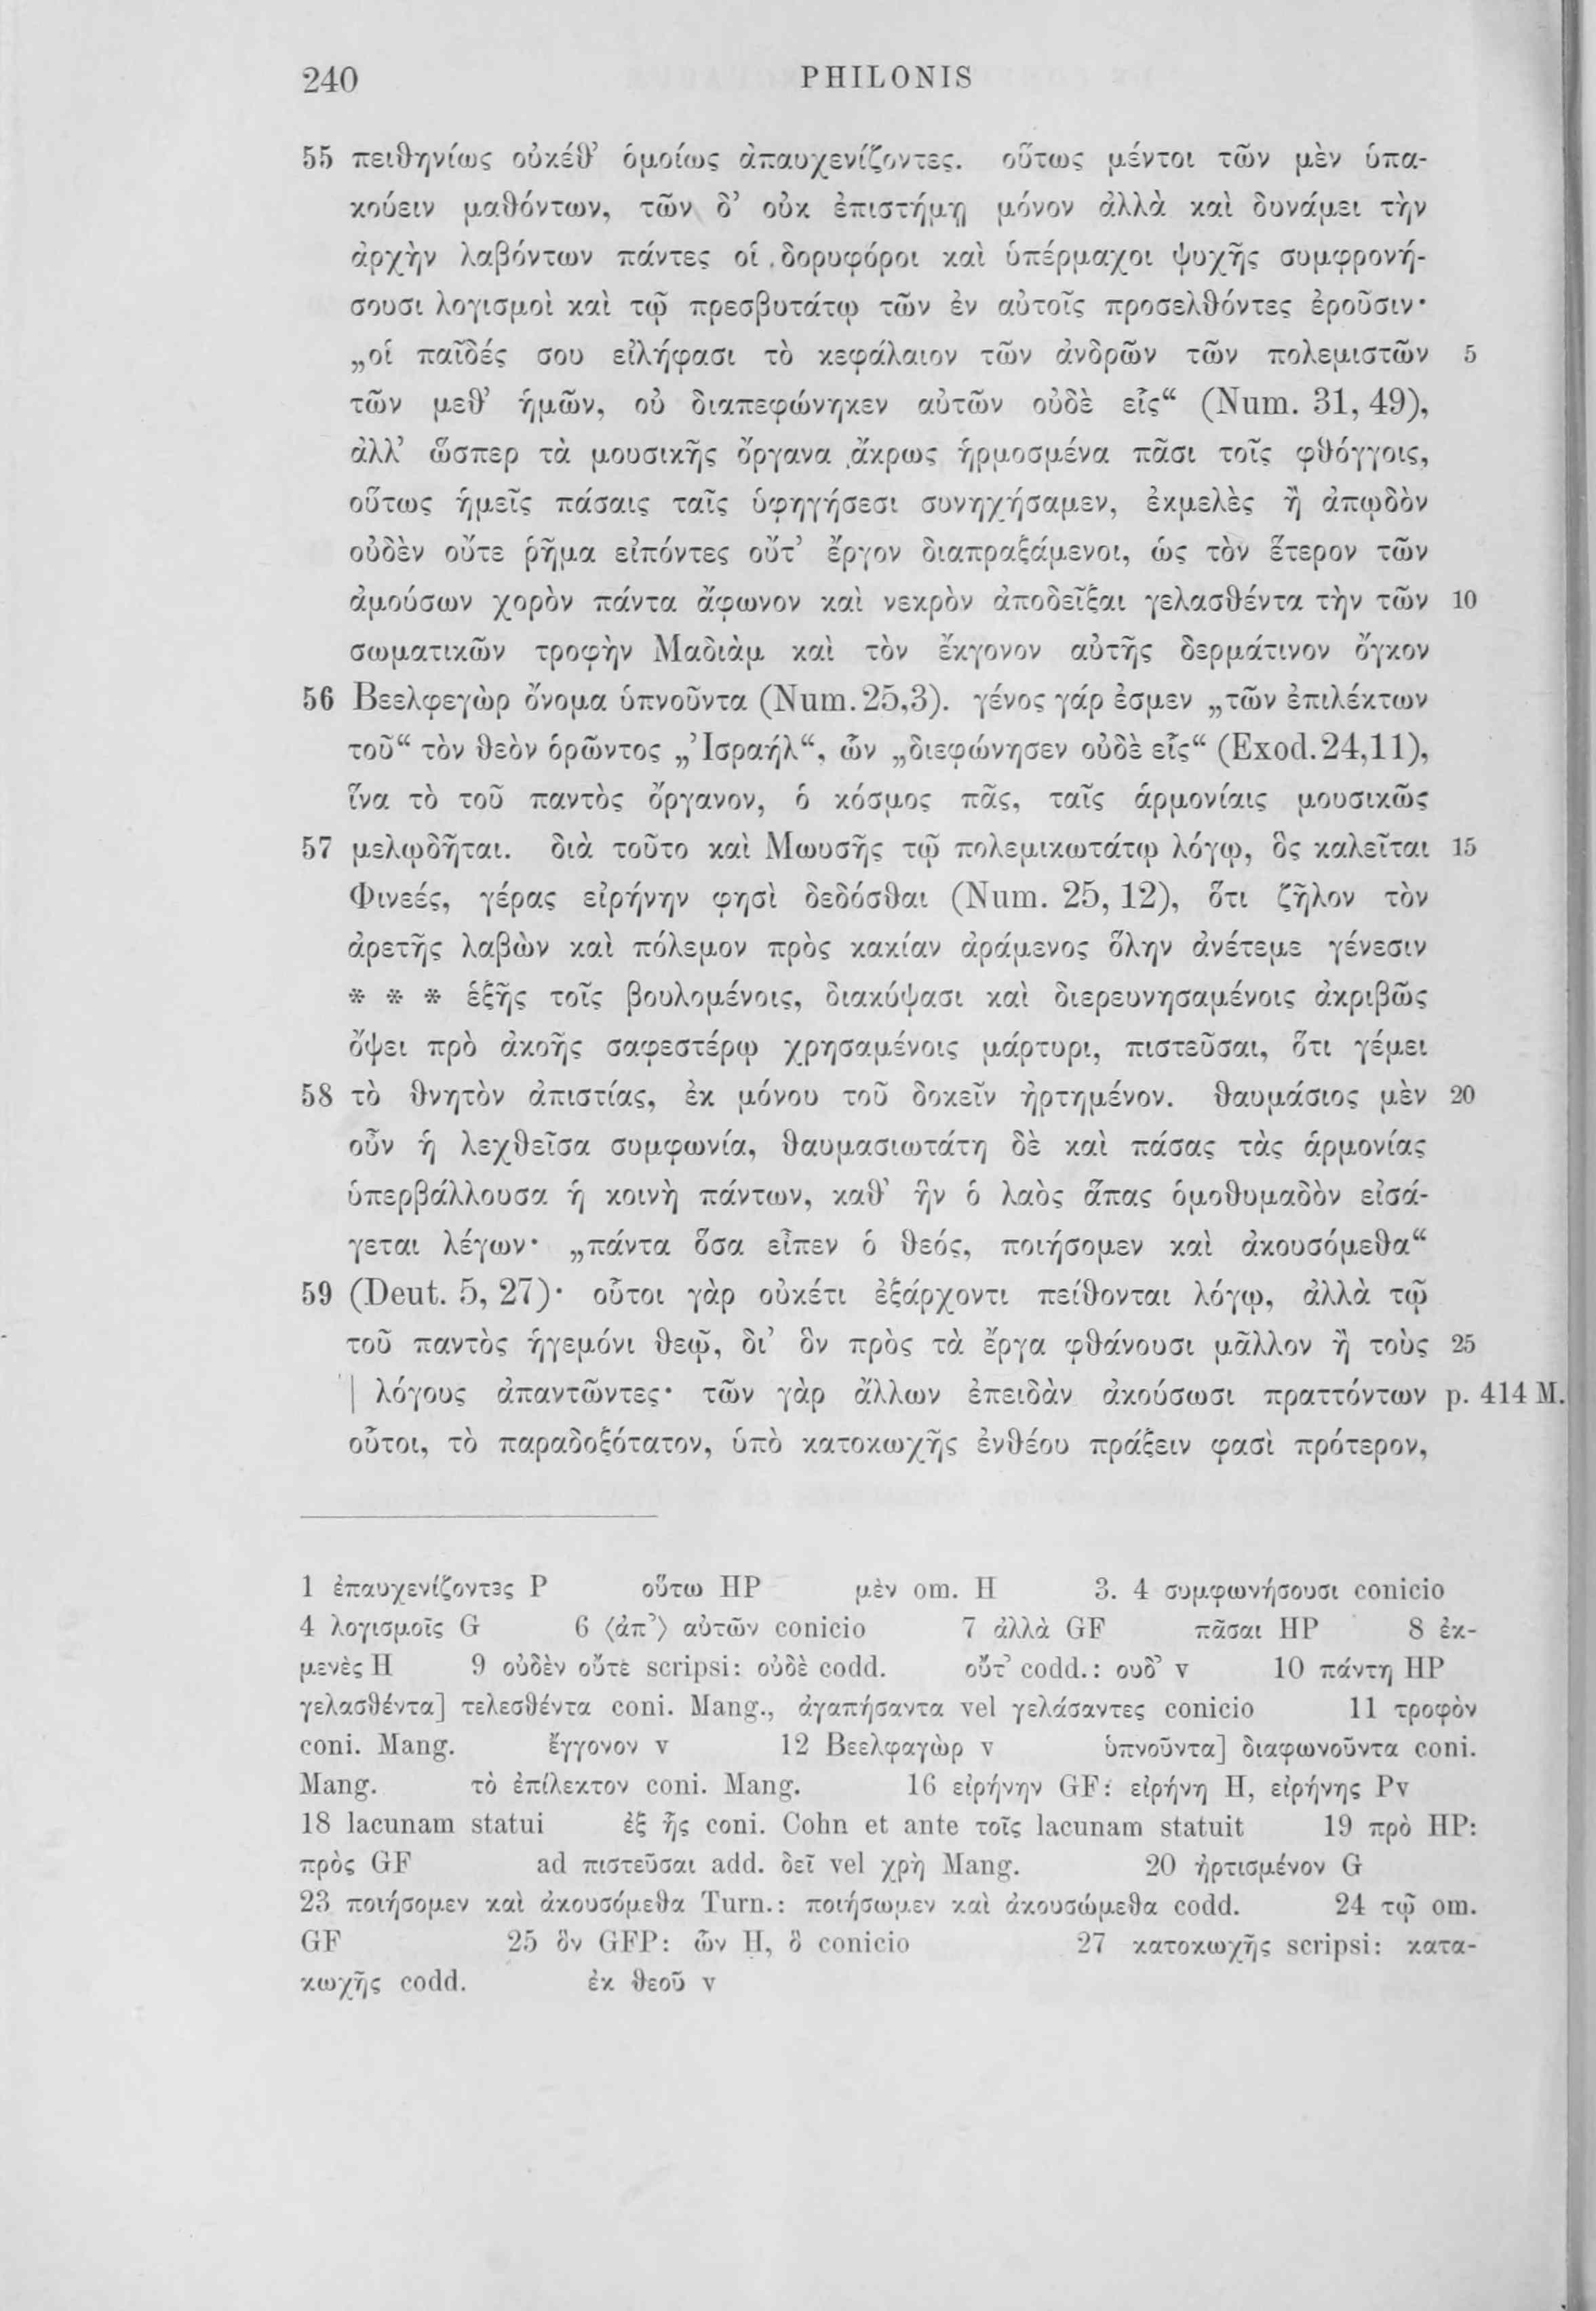 240 PHILONIS
55 πειθηνίως οὐκέθ’ ὁμοίως ἀπαυχενίζοντες. οὕτως μέντοι τῶν μὲν ὑπα-
κούειν μαθόντων, τῶν δ’ οὐκ ἐπιστήμῃ μόνον ἀλλὰ καὶ δυνάμει τὴν
ἀρχὴν λαβόντων πάντες οἱ δορυφόροι καὶ ὑπέρμαχοι ψυχῆς συμφρονή-
σουσι λογισμοὶ καὶ τῷ πρεσβυτάτῳ τῶν ἐν αὐτοῖς προσελθόντες ἐροῦσιν·
„οἱ παῖδές σου εἰλήφασι τὸ κεφάλαιον τῶν ἀνδρῶν τῶν πολεμιστῶν 5
τῶν μεθ’ ἡμῶν, οὐ διαπεφώνηκεν αὐτῶν οὐδὲ εἷς“ (Num. 31, 49),
ἀλλ’ ὥσπερ τὰ μουσικῆς ὄργανα ἄκρως ἡρμοσμένα πᾶσι τοῖς φθόγγοις,
οὕτως ἡμεῖς πάσαις ταῖς ὑφηγήσεσι συνηχήσαμεν, ἐκμελὲς ἢ ἀπῳδὸν
οὐδὲν οὔτε ῥῆμα εἰπόντες οὔτ’ ἔργον διαπραξάμενοι, ὡς τὸν ἕτερον τῶν
ἀμούσων χορὸν πάντα ἄφωνον καὶ νεκρὸν ἀποδεῖξαι γελασθέντα τὴν τῶν 10
σωματικῶν τροφὴν Μαδιὰμ καὶ τὸν ἔκγονον αὐτῆς δερμάτινον ὄγκον
56 Βεελφεγὼρ ὄνομα ὑπνοῦντα (Num. 25,3). γένος γάρ ἐσμεν „τῶν ἐπιλέκτων
τοῦ“ τὸν θεὸν ὁρῶντος „Ἰσραήλ“, ὧν „διεφώνησεν οὐδὲ εἷς“ (Exod. 24,11),
ἵνα τὸ τοῦ παντὸς ὄργανον, ὁ κόσμος πᾶς, ταῖς ἁρμονίαις μουσικῶς
57 μελῳδῆται. διὰ τοῦτο καὶ Μωυσῆς τῷ πολεμικωτάτῳ λόγῳ, ὃς καλεῖται 15
Φινεές, γέρας εἰρήνην φησὶ δεδόσθαι (Num. 25, 12), ὅτι ζῆλον τὸν
ἀρετῆς λαβὼν καὶ πόλεμον πρὸς κακίαν ἀράμενος ὅλην ἀνέτεμε γένεσιν
* * * ἑξῆς τοῖς βουλομένοις, διακύψασι καὶ διερευνησαμένοις ἀκριβῶς
ὄψει πρὸ ἀκοῆς σαφεστέρῳ χρησαμένοις μάρτυρι, πιστεῦσαι, ὅτι γέμει
58 τὸ θνητὸν ἀπιστίας, ἐκ μόνου τοῦ δοκεῖν ἠρτημένον. θαυμάσιος μὲν 20
οὖν ἡ λεχθεῖσα συμφωνία, θαυμασιωτάτη δὲ καὶ πάσας τὰς ἁρμονίας
ὑπερβάλλουσα ἡ κοινὴ πάντων, καθ’ ἣν ὁ λαὸς ἅπας ὁμοθυμαδὸν εἰσά-
γεται λέγων· „πάντα ὅσα εἶπεν ὁ θεός, ποιήσομεν καὶ ἀκουσόμεθα“
59 (Deut. 5, 27)· οὗτοι γὰρ οὐκέτι ἐξάρχοντι πείθονται λόγῳ, ἀλλὰ τῷ
τοῦ παντὸς ἡγεμόνι θεῷ, δι’ ὃν πρὸς τὰ ἔργα φθάνουσι μᾶλλον ἢ τοὺς 25
| λόγους ἀπαντῶντες· τῶν γὰρ ἄλλων ἐπειδὰν ἀκούσωσι πραττόντων p. 414 M.
οὗτοι, τὸ παραδοξότατον, ὑπὸ κατοκωχῆς ἐνθέου πράξειν φασὶ πρότερον,
1 ἐπαυχενίζοντες P οὕτω HP μὲν om. H 3. 4 συμφωνήσουσι conicio
4 λογισμοῖς G 6 ⟨ἀπ’⟩ αὐτῶν conicio 7 ἀλλὰ GF πᾶσαι HP 8 ἐκ-
μενὲς H 9 οὐδὲν οὔτε scripsi: οὐδὲ codd. οὔτ’ codd.: ουδ’ v 10 πάντη HP
γελασθέντα] τελεσθέντα coni. Mang., ἀγαπήσαντα vel γελάσαντες conicio 11 τροφὸν
coni. Mang. ἔγγονον v 12 Βεελφαγὼρ v ὑπνοῦντα] διαφωνοῦντα coni.
Mang. τὸ ἐπίλεκτον coni. Mang. 16 εἰρήνην GF: εἰρήνη H, εἰρήνης Pv
18 lacunam statui ἐξ ἧς coni. Cohn et ante τοῖς lacunam statuit 19 πρὸ HP:
πρὸς GF ad πιστεῦσαι add. δεῖ vel χρὴ Mang. 20 ἠρτισμένον G
23 ποιήσομεν καὶ ἀκουσόμεθα Turn.: ποιήσωμεν καὶ ἀκουσώμεθα codd. 24 τῷ om.
GF 25 ὃν GFP: ὧν H, ὃ conicio 27 κατοκωχῆς scripsi: κατα-
κωχῆς codd. ἐκ θεοῦ v